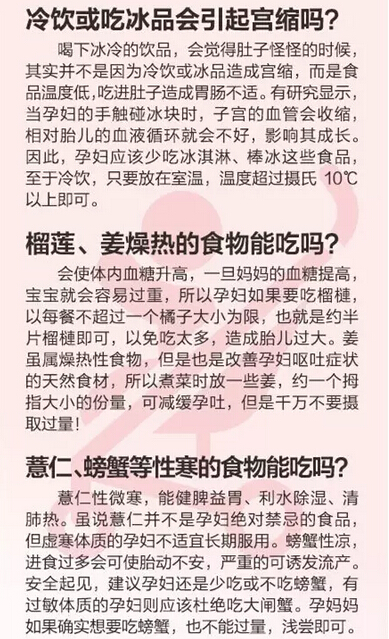 冷饮或吃冰品会引起宫缩吗？
喝下冰冷的饮品，会觉得肚子怪怪的时候，
其实并不是因为冷饮或冰品造成宫缩，而是食
品温度低，吃进肚子造成胃肠不适。有研究显示，
当孕妇的手触碰冰块时，子宫的血管会收缩，
相对胎儿的血液循环就会不好，影响其成长。
因此，孕妇应该少吃冰淇淋、棒冰这些食品，
至于冷饮，只要放在室温，温度超过摄氏 10℃
以上即可。
榴莲、姜燥热的食物能吃吗？
会使体内血糖升高，一旦妈妈的血糖提高，
宝宝就会容易过重，所以孕妇如果要吃榴梿，
以每餐不超过一个橘子大小为限，也就是约半
片榴梿即可，以免吃太多，造成胎儿过大。姜
虽属燥热性食物，但是也是改善孕妇呕吐症状
的天然食材，所以煮菜时放一些姜，约一个拇
指大小的份量，可减缓孕吐，但是千万不要摄
取过量！
薏仁、螃蟹等性寒的食物能吃吗？
薏仁性微寒，能健脾益胃、利水除湿、清
肺热。虽说薏仁并不是孕妇绝对禁忌的食品，
但虚寒体质的孕妇不适宜长期服用。螃蟹性凉，
进食过多会可使胎动不安，严重的可诱发流产。
安全起见，建议孕妇还是少吃或不吃螃蟹，有
过敏体质的孕妇则应该杜绝吃大闸蟹。孕妈妈
如果确实想要吃螃蟹，也不能过量，浅尝即可。